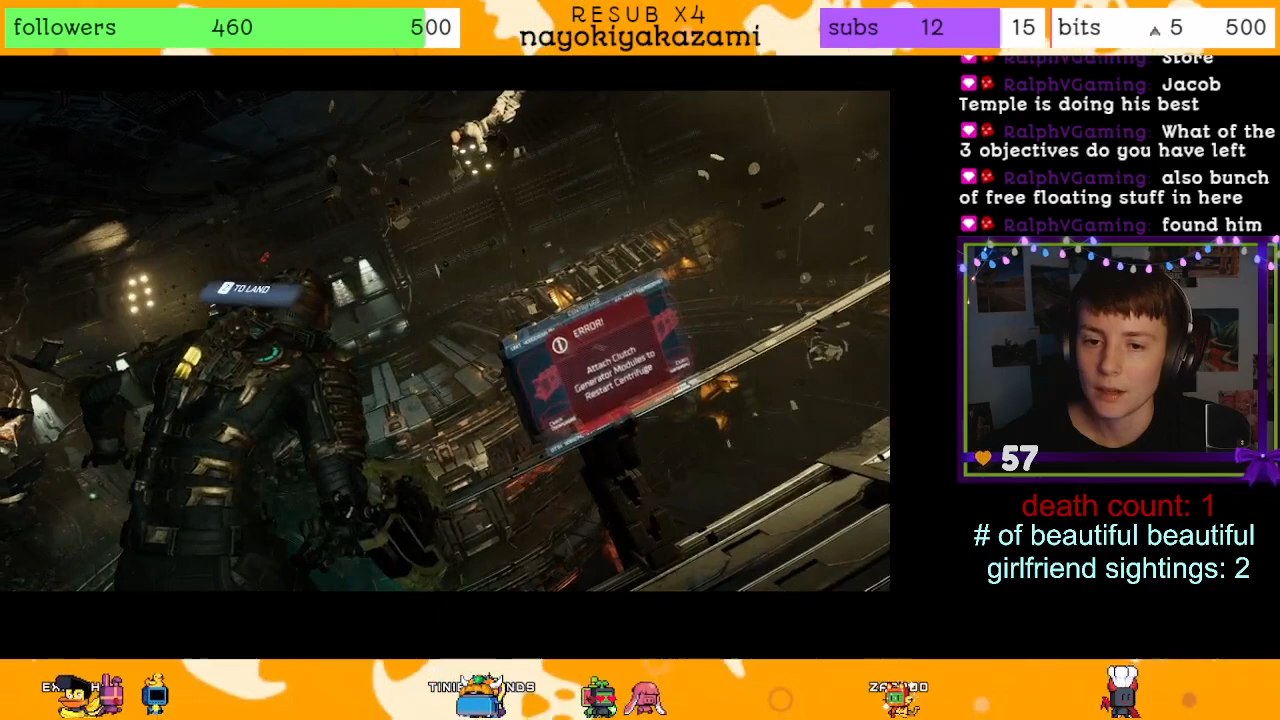 followers 460 500
RESUB X4
nayokiyakazami
subs 12 15
bits 5 500
RalphVGaming: Store
RalphVGaming: Jacob
Temple is doing his best
RalphVGaming: What of the
3 objectives do you have left
RalphVGaming: also bunch
of free floating stuff in here
RalphVGaming: found him
TO LAND
ERROR!
Attach Clutch
Generator Modules to
Restart Centrifuge
57
death count: 1
# of beautiful beautiful
girlfriend sightings: 2